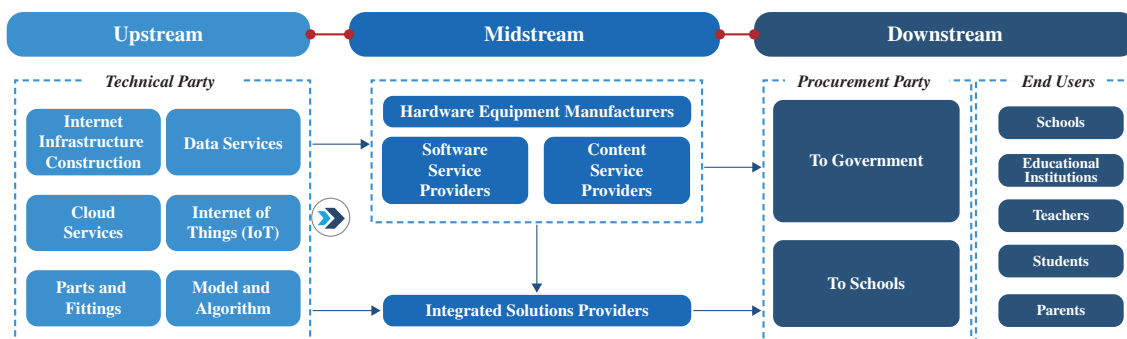 Upstream
Midstream
Downstream
Technical Party
Internet
Infrastructure
Construction
Data Services
Cloud
Services
Internet of
Things (IoT)
Parts and
Fittings
Model and
Algorithm
Hardware Equipment Manufacturers
Software
Service
Providers
Content
Service
Providers
Integrated Solutions Providers
Procurement Party
To Government
To Schools
End Users
Schools
Educational
Institutions
Teachers
Students
Parents